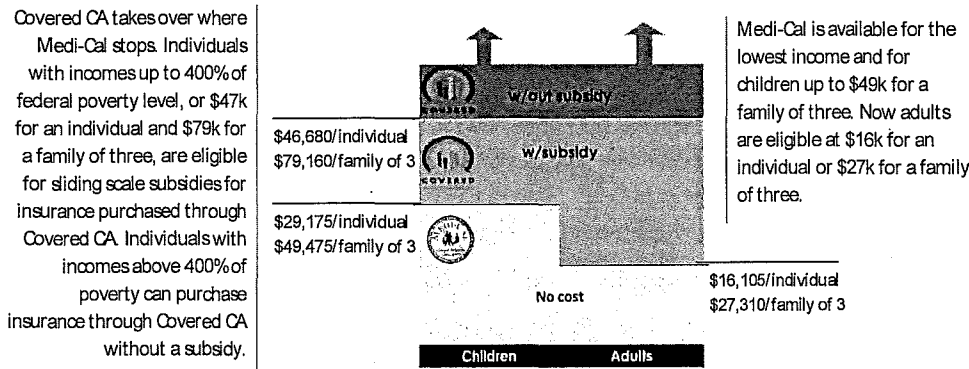 Covered CA takes over where
Medi-Cal stops. Individuals
with incomes up to 400% of
federal poverty level, or $47k
for an individual and $79k for
a family of three, are eligible
for sliding scale subsidies for
insurance purchased through
Covered CA. Individuals with
incomes above 400% of
poverty can purchase
insurance through Covered CA
without a subsidy.
$46,680/individual
$79,160/family of 3
$29,175/individual
$49,475/family of 3
COVERED
w/out subsidy
COVERED
w/subsidy
MEDI-CAL
No cost
Children
Adults
Medi-Cal is available for the
lowest income and for
children up to $49k for a
family of three. Now adults
are eligible at $16k for an
individual or $27k for a family
of three.
$16,105/individual
$27,310/family of 3